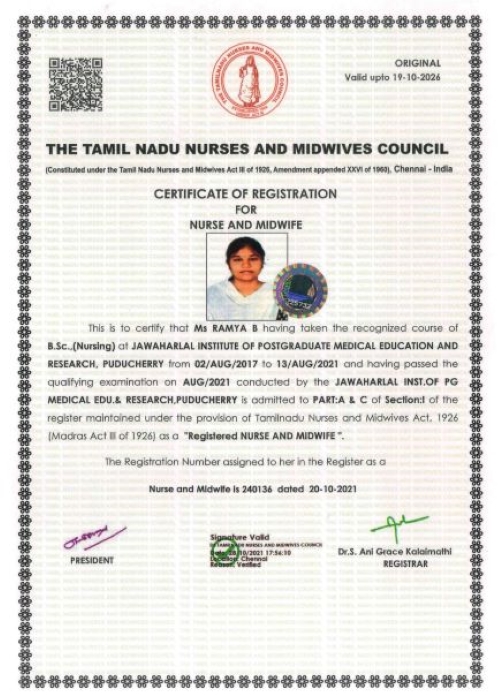 THE TAMILNADU NURSES AND MIDWIVES COUNCIL
ORIGINAL
Valid upto 19-10-2026
THE TAMIL NADU NURSES AND MIDWIVES COUNCIL
(Constituted under the Tamil Nadu Nurses and Midwives Act III of 1926, Amendment appended XXVI of 1960), Chennai - India
CERTIFICATE OF REGISTRATION
FOR
NURSE AND MIDWIFE
This is to certify that Ms RAMYA B having taken the recognized course of
B.Sc.,(Nursing) at JAWAHARLAL INSTITUTE OF POSTGRADUATE MEDICAL EDUCATION AND
RESEARCH, PUDUCHERRY from 02/AUG/2017 to 13/AUG/2021 and having passed the
qualifying examination on AUG/2021 conducted by the JAWAHARLAL INST.OF PG
MEDICAL EDU.& RESEARCH,PUDUCHERRY is admitted to PART:A & C of Section:I of the
register maintained under the provision of Tamilnadu Nurses and Midwives Act, 1926
(Madras Act III of 1926) as a "Registered NURSE AND MIDWIFE ".
The Registration Number assigned to her in the Register as a
Nurse and Midwife is 240136 dated 20-10-2021
PRESIDENT
Signature Valid
NURSES AND MIDWIVES COUNCIL
/10/2021 17:56:10
Chennai
Verified
Dr.S. Ani Grace Kalaimathi
REGISTRAR